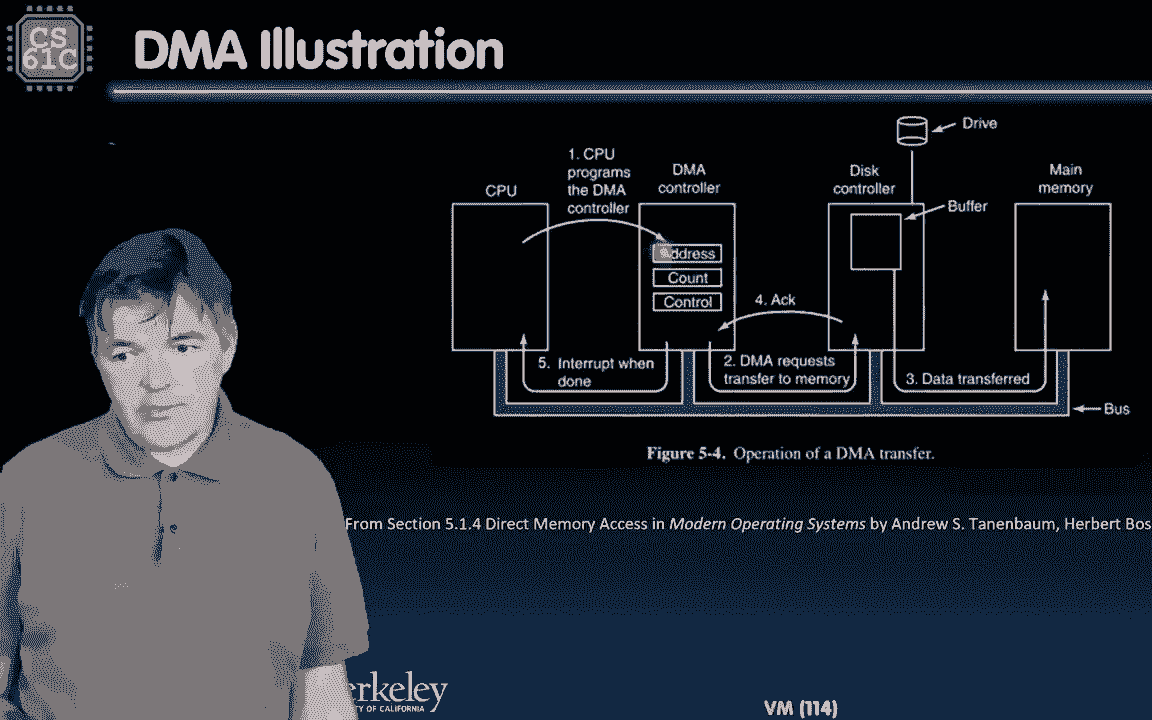 CS
61C
DMA Illustration
Drive
1. CPU
programs
the DMA
controller
CPU
DMA
controller
Disk
controller
Main
memory
Buffer
Address
Count
Control
4. Ack
5. Interrupt when
done
2. DMA requests
transfer to memory
3. Data transferred
Bus
Figure 5-4. Operation of a DMA transfer.
From Section 5.1.4 Direct Memory Access in Modern Operating Systems by Andrew S. Tanenbaum, Herbert Bos
erkeley
TY OF CALIFORNIA
VM (114)